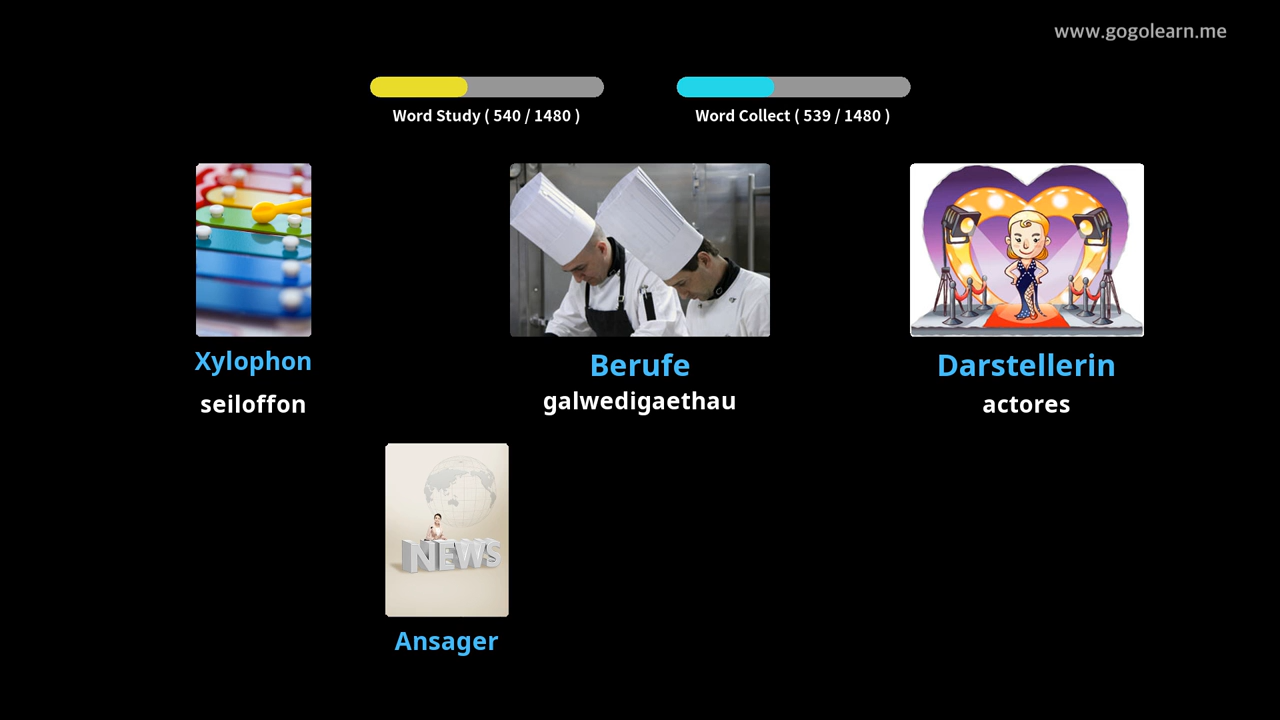 www.gogolearn.me
Word Study ( 540 / 1480 )
Word Collect ( 539 / 1480 )
Xylophon
seiloffon
Berufe
galwedigaethau
Darstellerin
actores
NEWS
Ansager